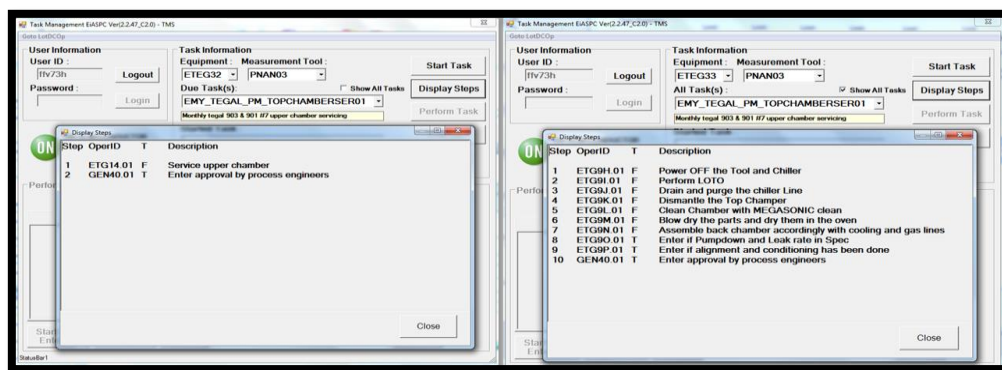 Task Management EiASPC Ver(2.2.47_C2.0) - TMS
Goto LotDCOp
User Information
User ID :
ffv73h
Logout
Password :
Login
Task Information
Equipment : Measurement Tool :
ETEG32 PNAN03
Due Task(s): Show All Tasks
EMY_TEGAL_PM_TOPCHAMBERSER01
Monthly tegal 903 & 901 #7 upper chamber servicing
Start Task
Display Steps
Perform Task
ON
Display Steps
Step OperID T Description
1 ETG14.01 F Service upper chamber
2 GEN40.01 T Enter approval by process engineers
Close
Perfor
Star
Ent
StatusBar1
Task Management EiASPC Ver(2.2.47_C2.0) - TMS
Goto LotDCOp
User Information
User ID :
ffv73h
Logout
Password :
Login
Task Information
Equipment : Measurement Tool :
ETEG33 PNAN03
All Task(s): Show All Tasks
EMY_TEGAL_PM_TOPCHAMBERSER01
Monthly tegal 903 & 901 #7 upper chamber servicing
Start Task
Display Steps
Perform Task
ON
Display Steps
Step OperID T Description
1 ETG9H.01 F Power OFF the Tool and Chiller
2 ETG9I.01 F Perform LOTO
3 ETG9J.01 F Drain and purge the chiller Line
4 ETG9K.01 F Dismantle the Top Champer
5 ETG9L.01 F Clean Chamber with MEGASONIC clean
6 ETG9M.01 F Blow dry the parts and dry them in the oven
7 ETG9N.01 F Assemble back chamber accordingly with cooling and gas lines
8 ETG9O.01 T Enter if Pumpdown and Leak rate in Spec
9 ETG9P.01 T Enter if alignment and conditioning has been done
10 GEN40.01 T Enter approval by process engineers
Close
Perfo
Star
Ent